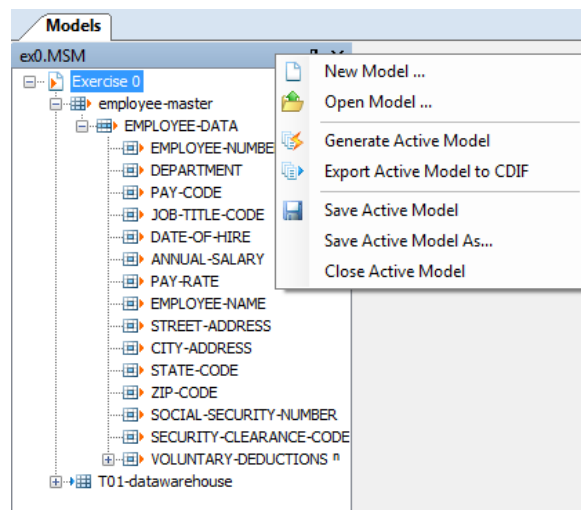 Models
ex0.MSM
Exercise 0
employee-master
EMPLOYEE-DATA
EMPLOYEE-NUMBE
DEPARTMENT
PAY-CODE
JOB-TITLE-CODE
DATE-OF-HIRE
ANNUAL-SALARY
PAY-RATE
EMPLOYEE-NAME
STREET-ADDRESS
CITY-ADDRESS
STATE-CODE
ZIP-CODE
SOCIAL-SECURITY-NUMBER
SECURITY-CLEARANCE-CODE
VOLUNTARY-DEDUCTIONS n
T01-datawarehouse
New Model ...
Open Model ...
Generate Active Model
Export Active Model to CDIF
Save Active Model
Save Active Model As...
Close Active Model